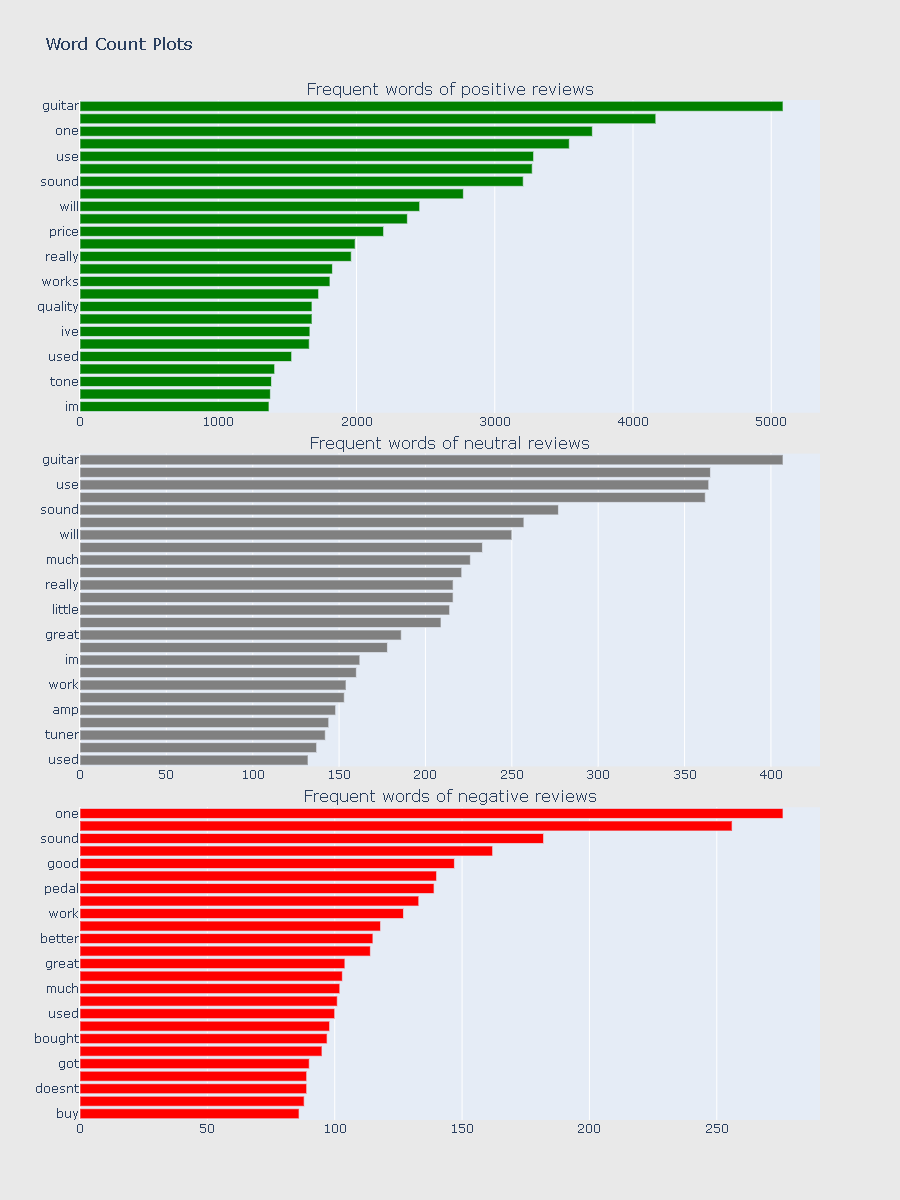 Word Count Plots
Frequent words of positive reviews
guitar
one
use
sound
will
price
really
works
quality
ive
used
tone
im
0 1000 2000 3000 4000 5000
Frequent words of neutral reviews
guitar
use
sound
will
much
really
little
great
im
work
amp
tuner
used
0 50 100 150 200 250 300 350 400
Frequent words of negative reviews
one
sound
good
pedal
work
better
great
much
used
bought
got
doesnt
buy
0 50 100 150 200 250